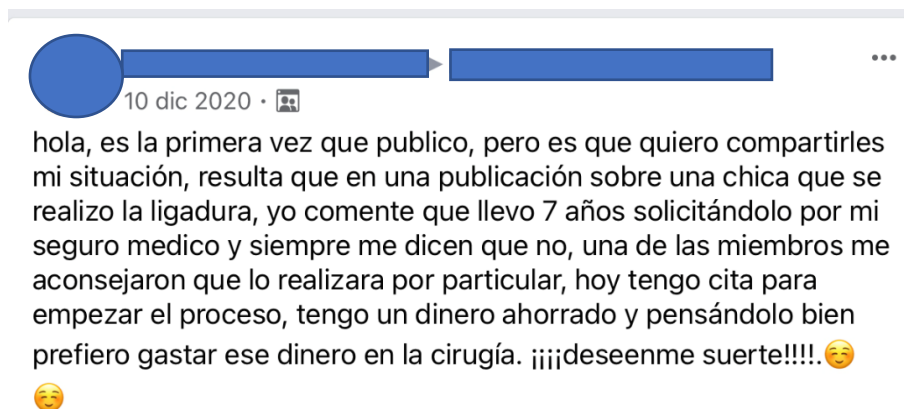 10 dic 2020 ·
hola, es la primera vez que publico, pero es que quiero compartirles
mi situación, resulta que en una publicación sobre una chica que se
realizo la ligadura, yo comente que llevo 7 años solicitándolo por mi
seguro medico y siempre me dicen que no, una de las miembros me
aconsejaron que lo realizara por particular, hoy tengo cita para
empezar el proceso, tengo un dinero ahorrado y pensándolo bien
prefiero gastar ese dinero en la cirugía. ¡¡¡¡deseenme suerte!!!!.☺️
☺️